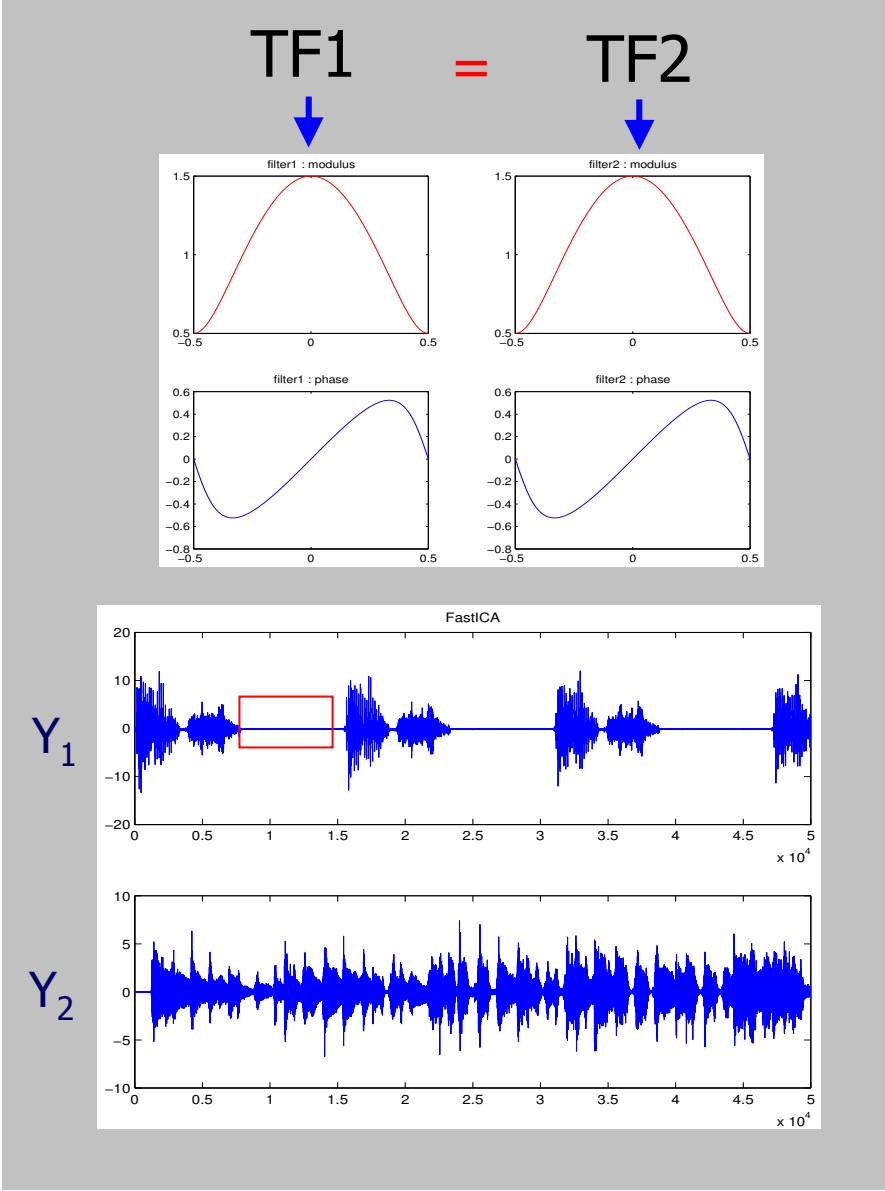 TF1 = TF2
filter1 : modulus
1.5
1
0.5
−0.5 0 0.5
filter2 : modulus
1.5
1
0.5
−0.5 0 0.5
filter1 : phase
0.6
0.4
0.2
0
−0.2
−0.4
−0.6
−0.8
−0.5 0 0.5
filter2 : phase
0.6
0.4
0.2
0
−0.2
−0.4
−0.6
−0.8
−0.5 0 0.5
FastICA
Y1
20
10
0
−10
−20
0 0.5 1 1.5 2 2.5 3 3.5 4 4.5 5
x 10^4
Y2
10
5
0
−5
−10
0 0.5 1 1.5 2 2.5 3 3.5 4 4.5 5
x 10^4